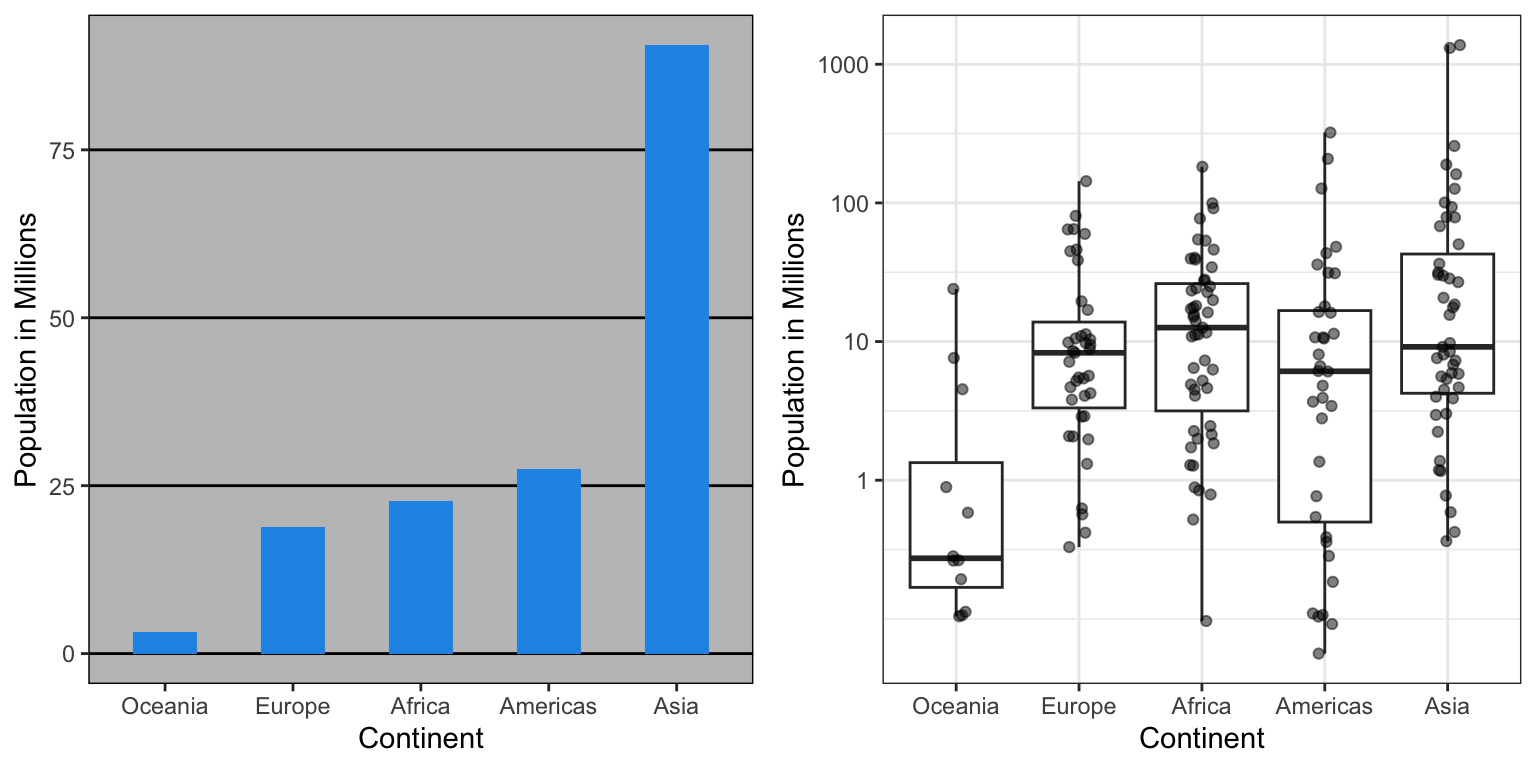 Population in Millions
75
50
25
0
Oceania Europe Africa Americas Asia
Continent
Population in Millions
1000
100
10
1
Oceania Europe Africa Americas Asia
Continent